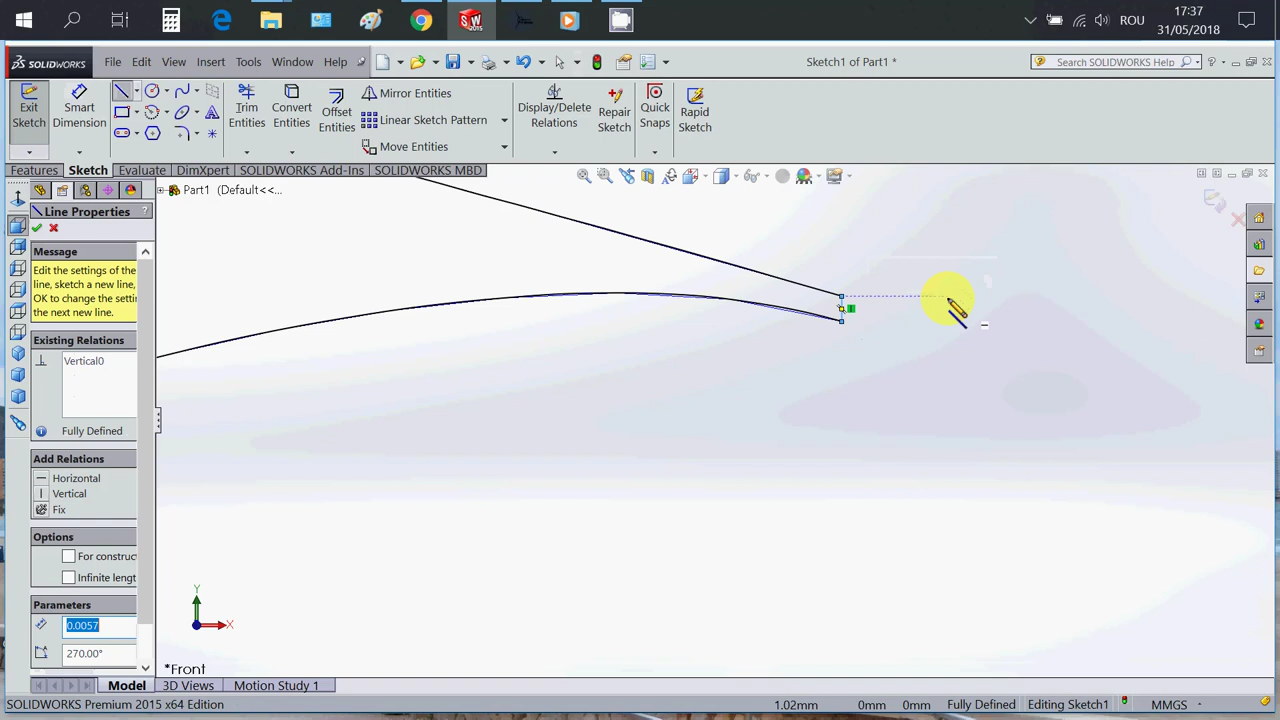 ROU
17:37
31/05/2018
SOLIDWORKS
File Edit View Insert Tools Window Help
Sketch1 of Part1 *
Search SOLIDWORKS Help
Exit Sketch
Smart Dimension
Trim Entities
Convert Entities
Offset Entities
Mirror Entities
Linear Sketch Pattern
Move Entities
Display/Delete Relations
Repair Sketch
Quick Snaps
Rapid Sketch
Features Sketch Evaluate DimXpert SOLIDWORKS Add-Ins SOLIDWORKS MBD
Part1 (Default<<...
Line Properties
?
Message
Edit the settings of the
line, sketch a new line,
OK to change the settin
the next new line.
Existing Relations
Vertical0
Fully Defined
Add Relations
Horizontal
Vertical
Fix
Options
For construc
Infinite length
Parameters
0.0057
270.00°
Y
X
*Front
Model 3D Views Motion Study 1
SOLIDWORKS Premium 2015 x64 Edition
1.02mm 0mm 0mm Fully Defined Editing Sketch1 MMGS